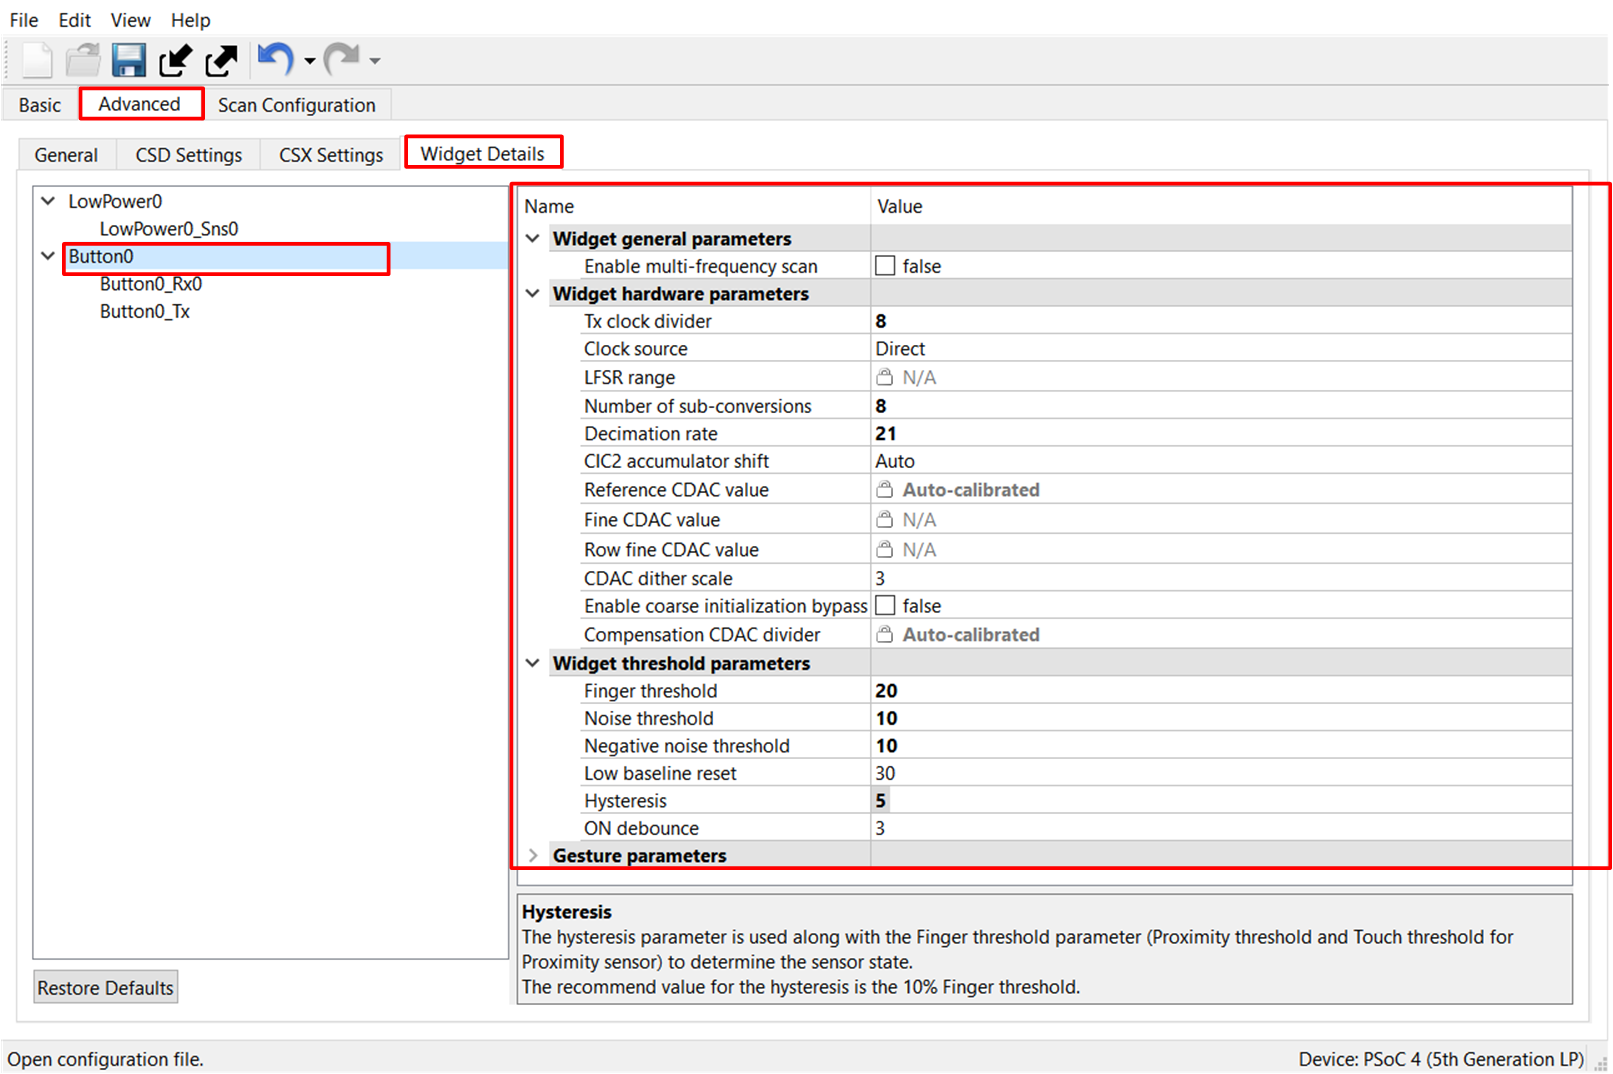 File Edit View Help
Basic Advanced Scan Configuration
General CSD Settings CSX Settings Widget Details
LowPower0
LowPower0_Sns0
Button0
Button0_Rx0
Button0_Tx
Restore Defaults
Name Value
Widget general parameters
Enable multi-frequency scan false
Widget hardware parameters
Tx clock divider 8
Clock source Direct
LFSR range N/A
Number of sub-conversions 8
Decimation rate 21
CIC2 accumulator shift Auto
Reference CDAC value Auto-calibrated
Fine CDAC value N/A
Row fine CDAC value N/A
CDAC dither scale 3
Enable coarse initialization bypass false
Compensation CDAC divider Auto-calibrated
Widget threshold parameters
Finger threshold 20
Noise threshold 10
Negative noise threshold 10
Low baseline reset 30
Hysteresis 5
ON debounce 3
Gesture parameters
Hysteresis
The hysteresis parameter is used along with the Finger threshold parameter (Proximity threshold and Touch threshold for
Proximity sensor) to determine the sensor state.
The recommend value for the hysteresis is the 10% Finger threshold.
Open configuration file. Device: PSoC 4 (5th Generation LP)